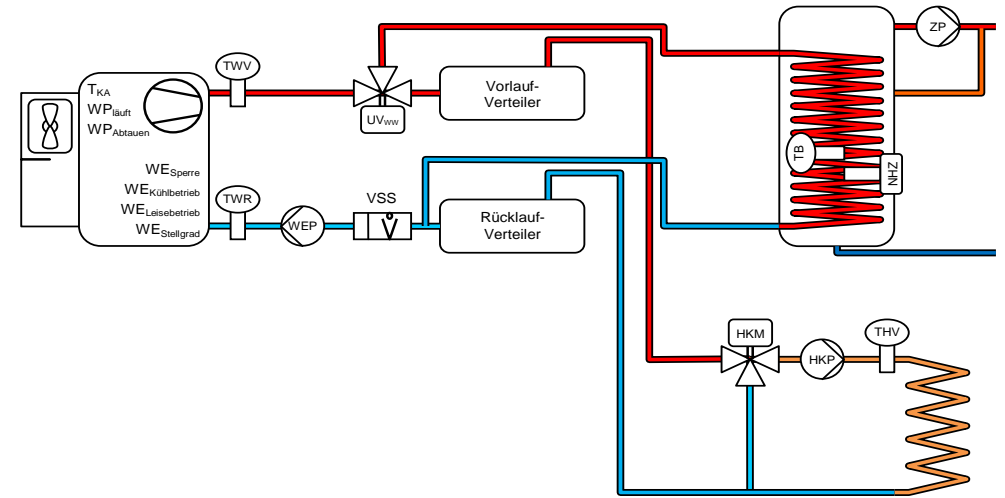 ZP
TWV
T_KA
WP_läuft
WP_Abtauen
Vorlauf-
Verteiler
UV_WW
TB
NHZ
WE_Sperre
WE_Kühlbetrieb
WE_Leisebetrieb
WE_Stellgrad
TWR
WEP
VSS
V
Rücklauf-
Verteiler
HKM
HKP
THV